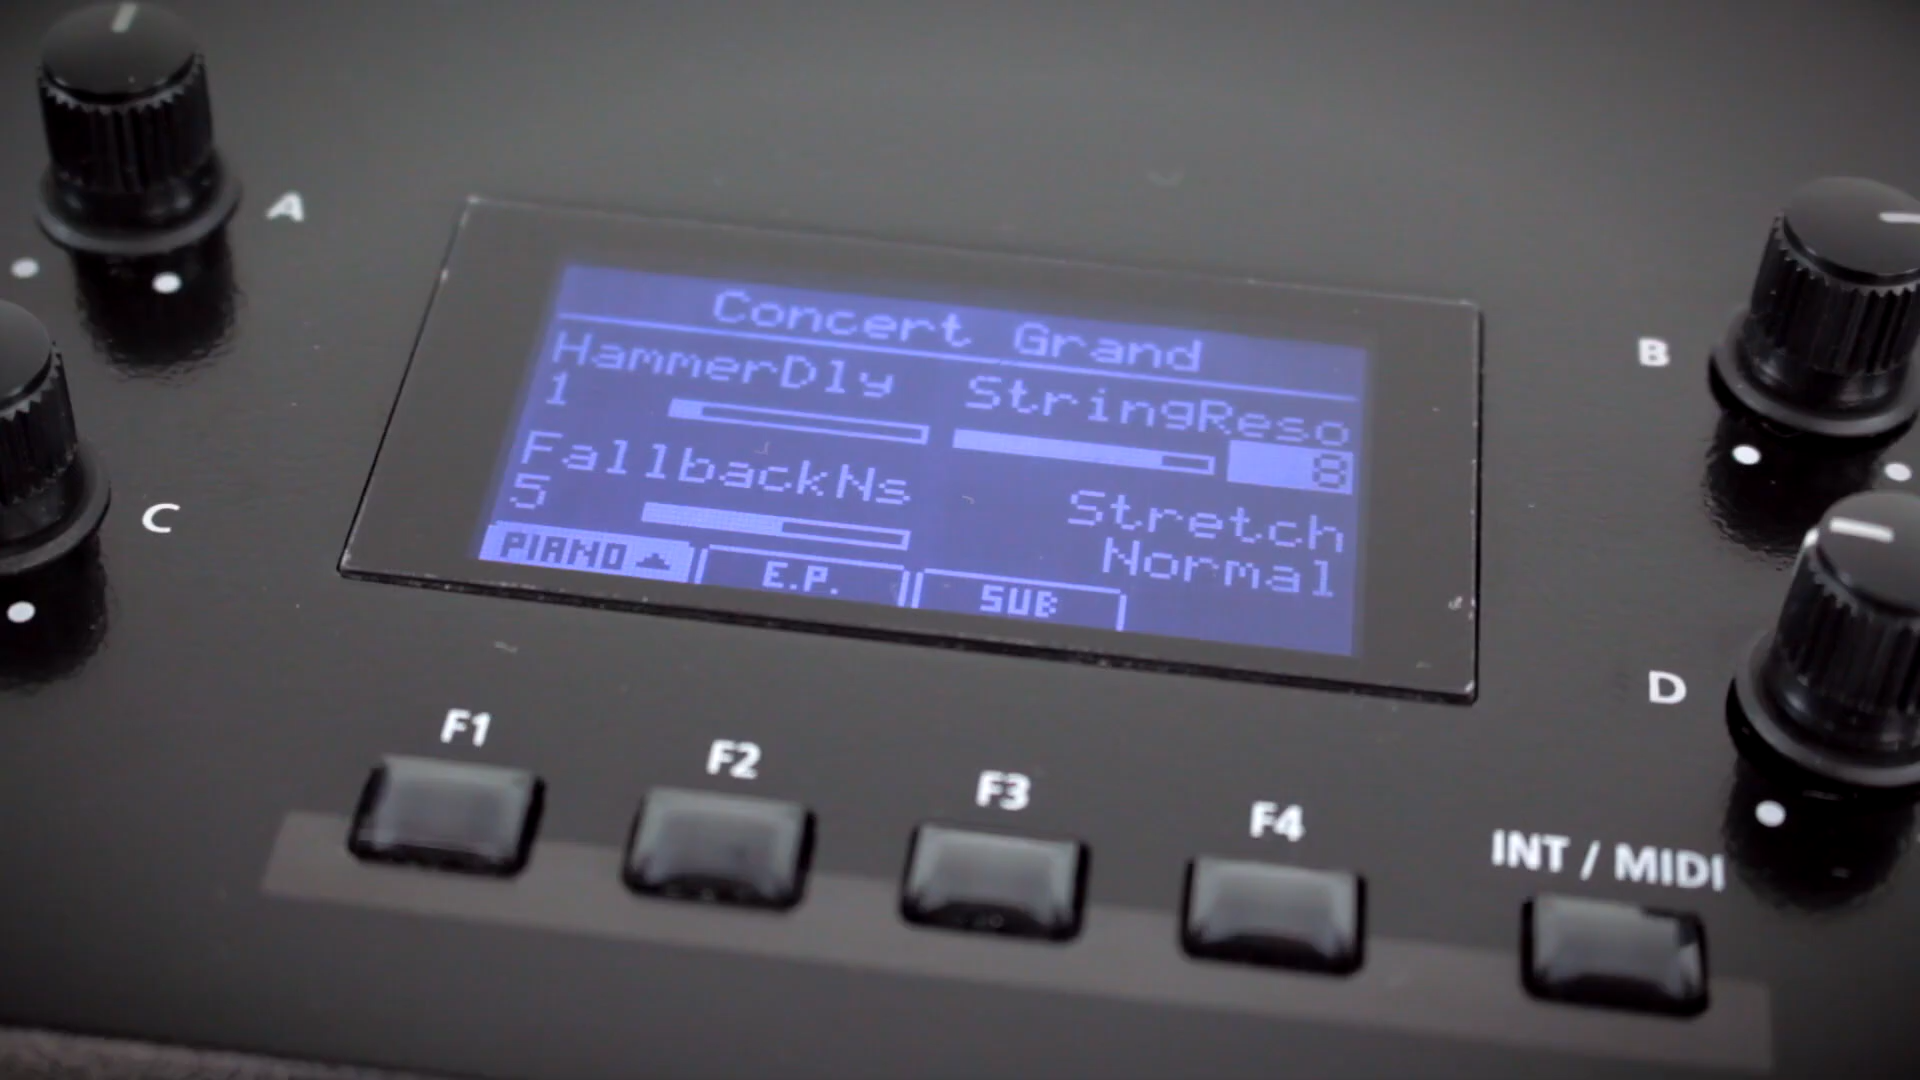 A
B
C
D
Concert Grand
HammerDly
StringReso
1
8
FallbackNs
Stretch
5
Normal
PIANO
E.P.
SUB
F1
F2
F3
F4
INT / MIDI